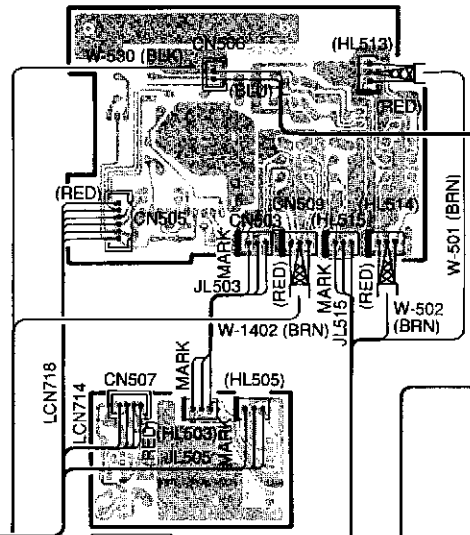 CN506
(HL513)
W-530 (BLK)
(BLU)
(RED)
(RED)
CN505
CN509
CN503
(HL515)
(HL514)
MARK
JL503
(RED)
MARK
JL515
(RED)
W-501 (BRN)
W-502
(BRN)
W-1402 (BRN)
LCN718
LCN714
CN507
MARK
(HL505)
(RED)
(HL503)
MARK
JL505